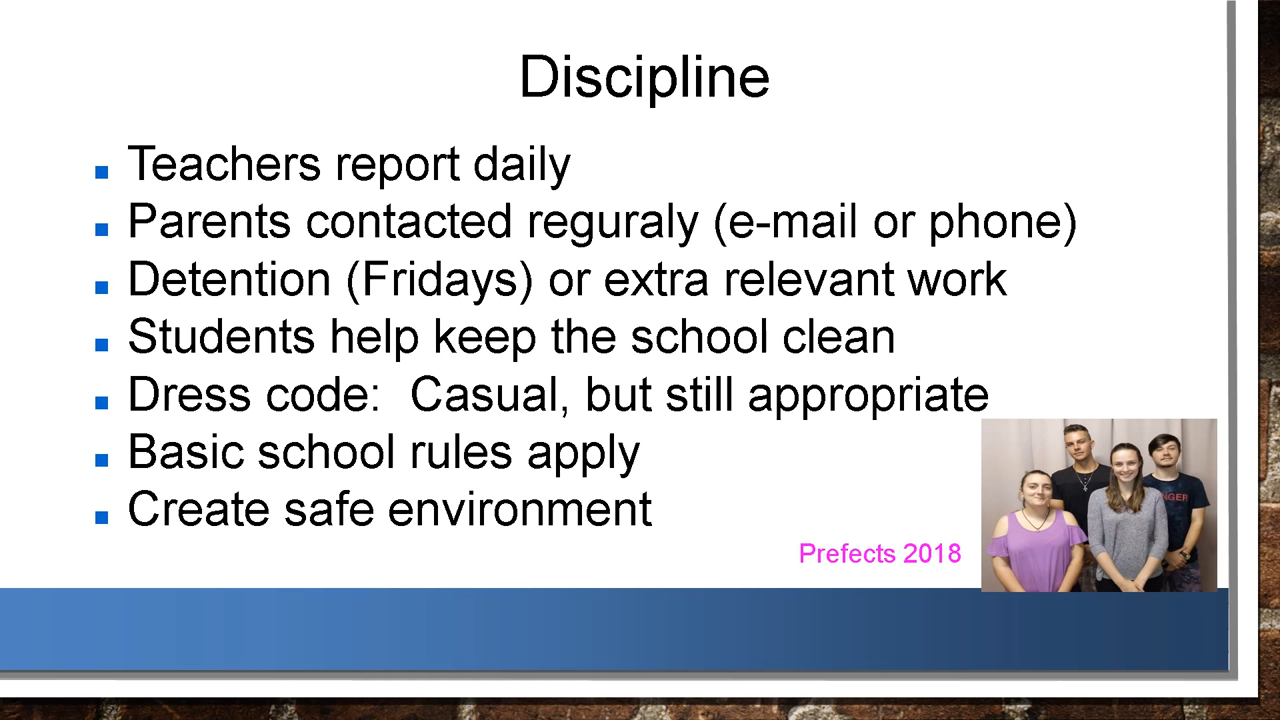 Discipline
Teachers report daily
Parents contacted reguraly (e-mail or phone)
Detention (Fridays) or extra relevant work
Students help keep the school clean
Dress code:  Casual, but still appropriate
Basic school rules apply
Create safe environment
Prefects 2018
NGER